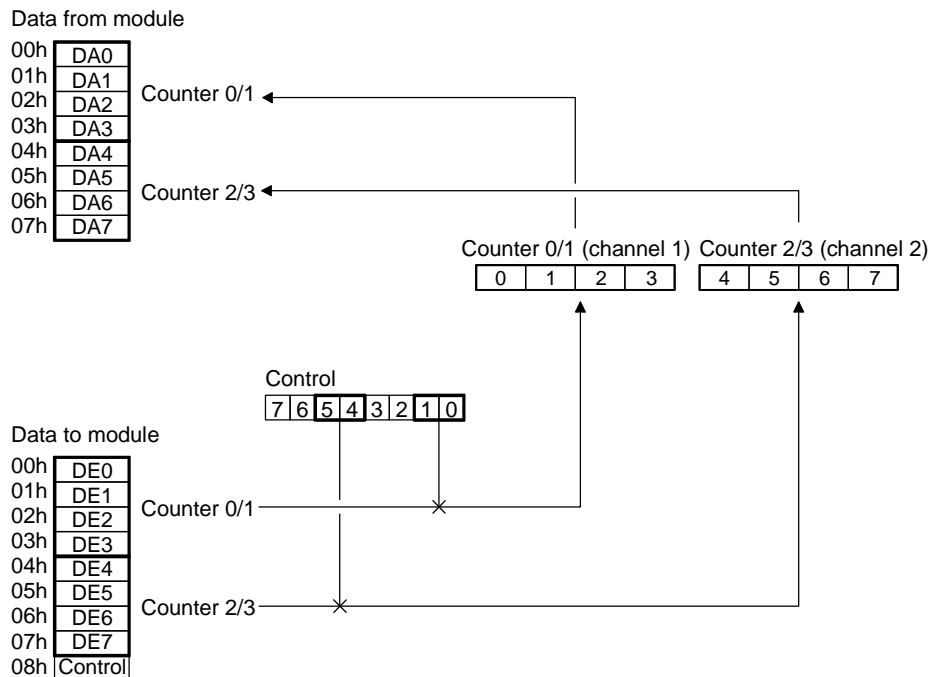 Data from module
00h DA0
01h DA1
02h DA2
03h DA3
Counter 0/1
04h DA4
05h DA5
06h DA6
07h DA7
Counter 2/3
Counter 0/1 (channel 1) Counter 2/3 (channel 2)
0 1 2 3 4 5 6 7
Control
7 6 5 4 3 2 1 0
Data to module
00h DE0
01h DE1
02h DE2
03h DE3
Counter 0/1
04h DE4
05h DE5
06h DE6
07h DE7
Counter 2/3
08h Control